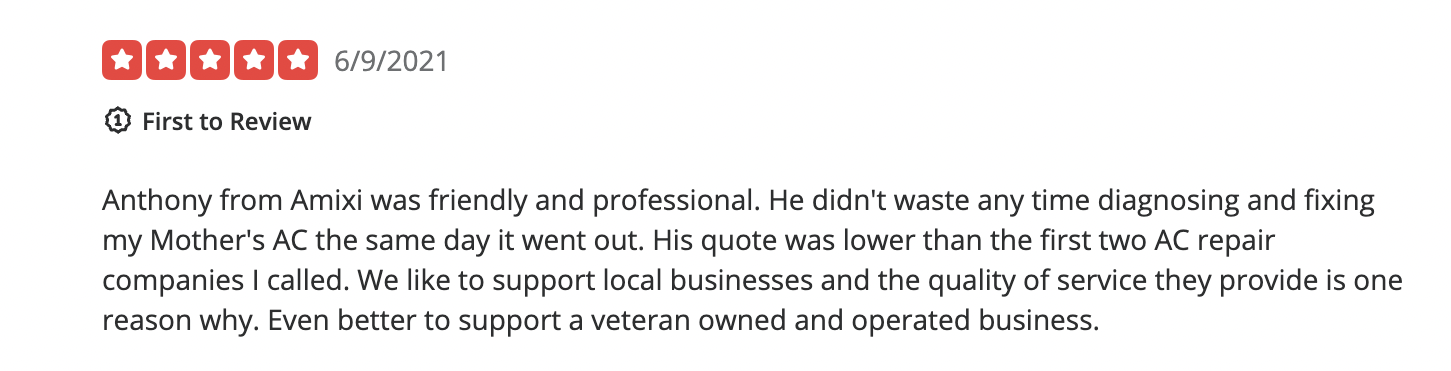 6/9/2021
1 First to Review
Anthony from Amixi was friendly and professional. He didn't waste any time diagnosing and fixing
my Mother's AC the same day it went out. His quote was lower than the first two AC repair
companies I called. We like to support local businesses and the quality of service they provide is one
reason why. Even better to support a veteran owned and operated business.